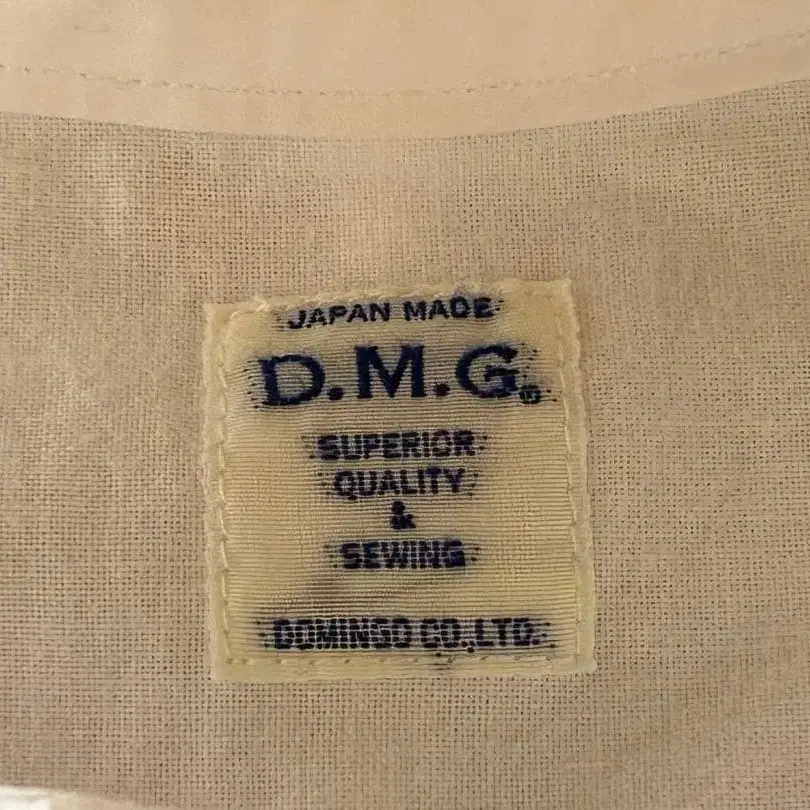 JAPAN MADE
D.M.G.®
SUPERIOR
QUALITY
&
SEWING
DOMINGO CO.,LTD.